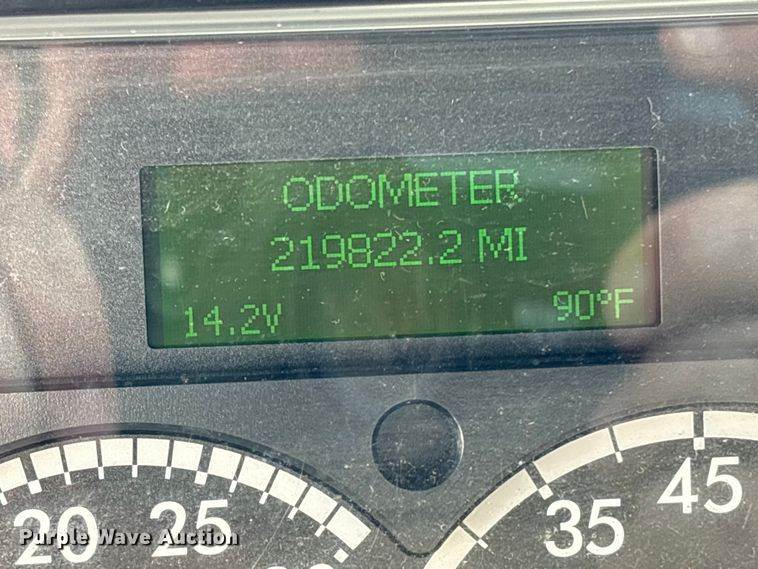 ODOMETER
219822.2 MI
14.2V 90°F
20 25 35 45
Purple Wave Auction